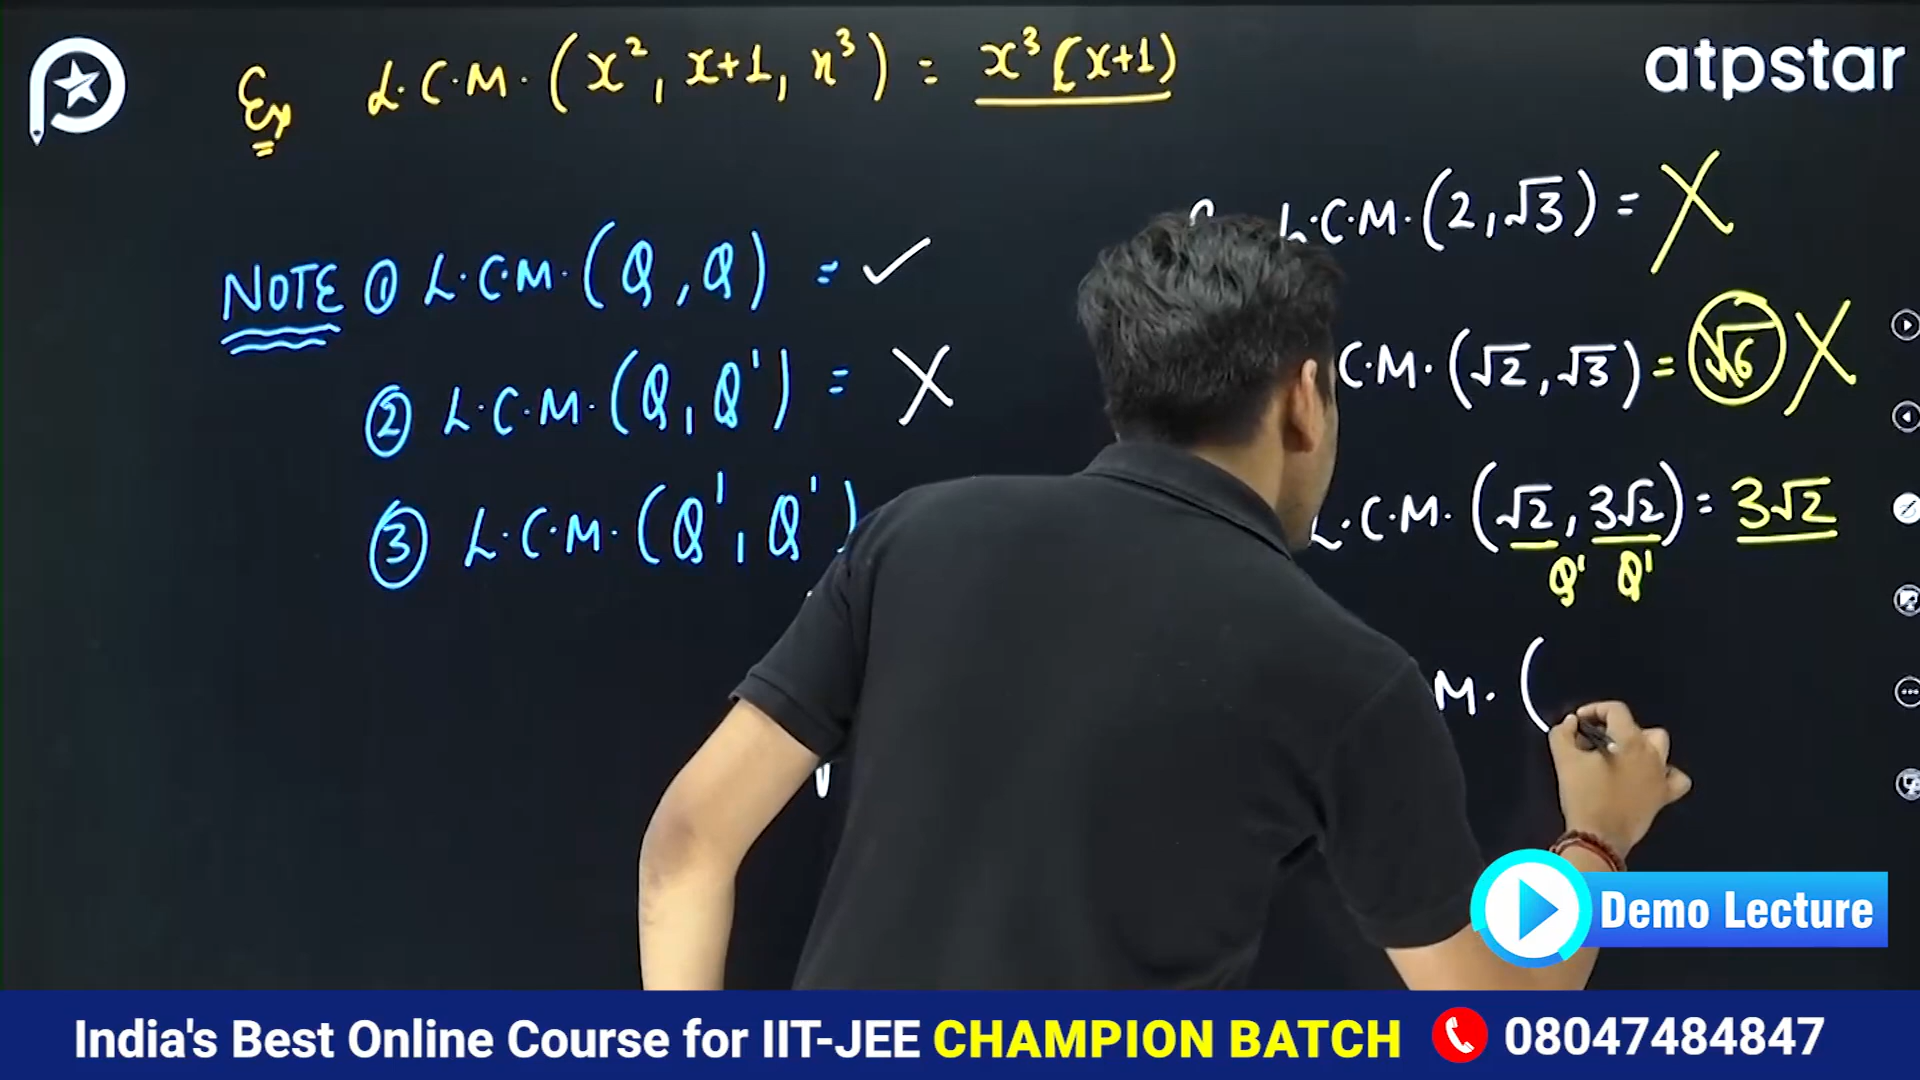 atpstar
Ex L.C.M. (x², x+1, x³) = x³ (x+1)
NOTE ① L.C.M. (Q, Q) = ✓
② L.C.M. (Q, Q') = X
③ L.C.M. (Q', Q')
L.C.M. (2, √3) = X
C.M. (√2, √3) = √6 X
L.C.M. (√2, 3√2) = 3√2
Q' Q'
M. (
Demo Lecture
India's Best Online Course for IIT-JEE CHAMPION BATCH 08047484847